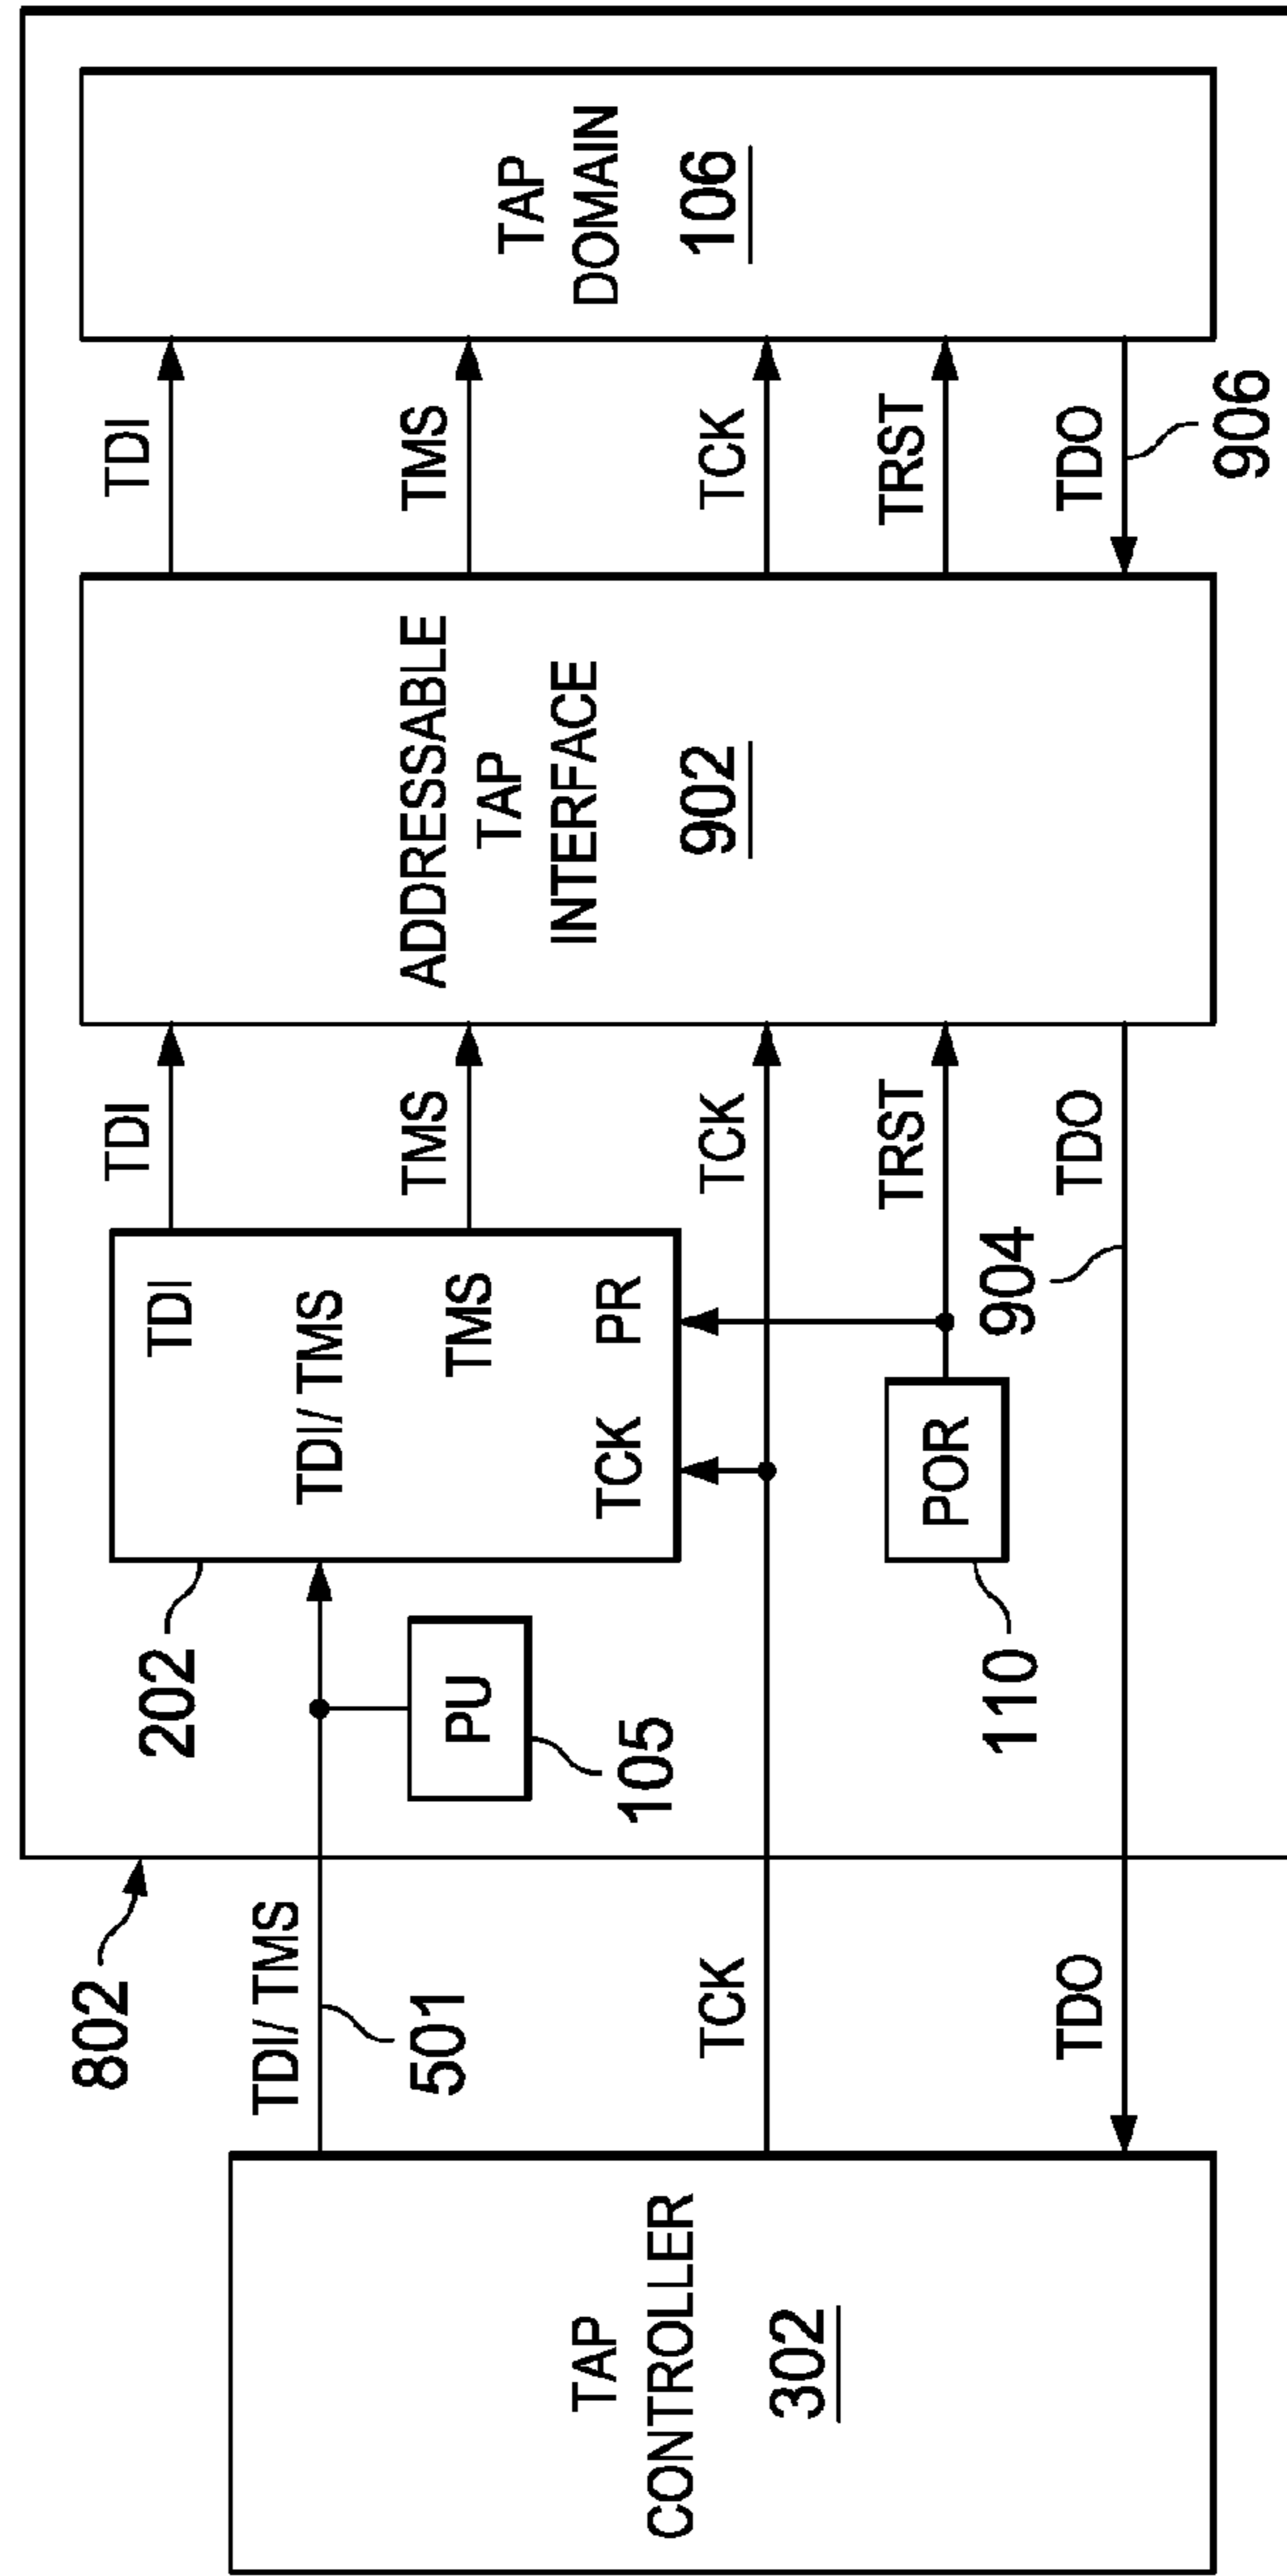 802
TDI/ TMS
501
TCK
TDO
TAP
CONTROLLER
302
202
TDI
TDI/ TMS
TMS
TCK
PR
PU
105
POR
110
TDI
TMS
TCK
TRST
904
TDO
ADDRESSABLE
TAP
INTERFACE
902
TDI
TMS
TCK
TRST
TDO
906
TAP
DOMAIN
106